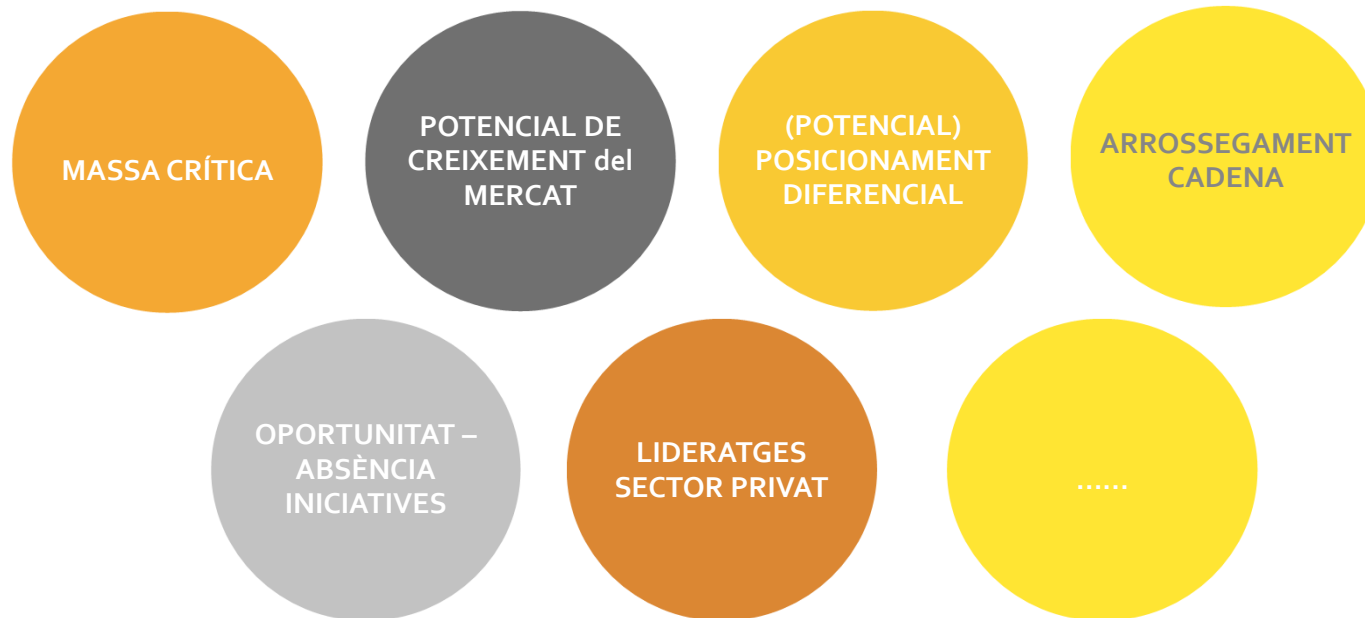 MASSA CRÍTICA
POTENCIAL DE
CREIXEMENT del
MERCAT
(POTENCIAL)
POSICIONAMENT
DIFERENCIAL
ARROSSEGAMENT
CADENA
OPORTUNITAT –
ABSÈNCIA
INICIATIVES
LIDERATGES
SECTOR PRIVAT
......